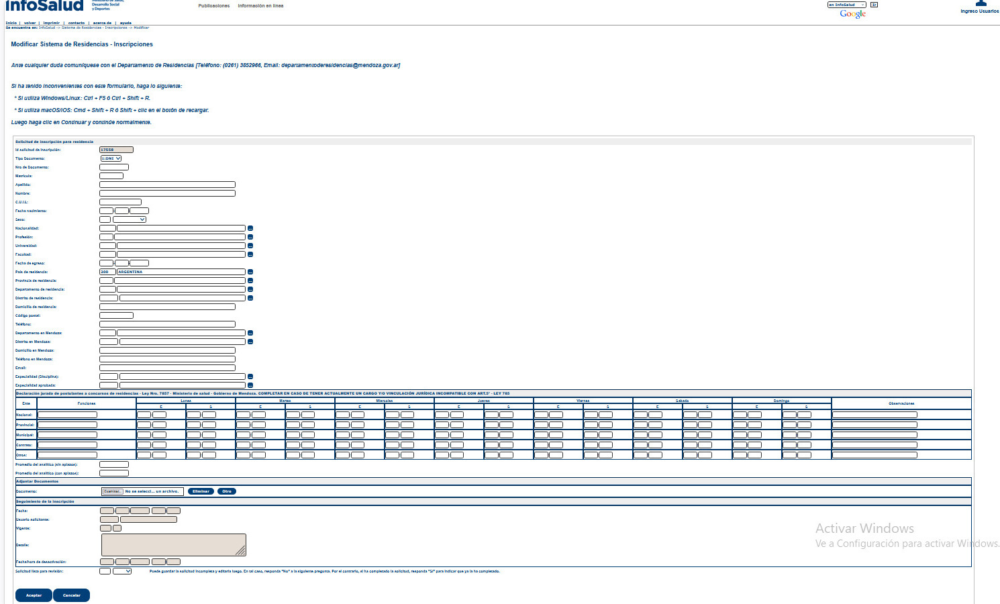 InfoSalud
Ministerio de Salud,
Desarrollo Social
y Deportes
Publicaciones Información en línea
en InfoSalud Ir
Google
Ingreso Usuarios
Inicio | volver | imprimir | contacto | acerca de | ayuda
Se encuentra en: InfoSalud -> Sistema de Residencias - Inscripciones -> Modificar
Modificar Sistema de Residencias - Inscripciones
Ante cualquier duda comuníquese con el Departamento de Residencias [Teléfono: (0261) 3852966, Email: departamentoderesidencias@mendoza.gov.ar]
Si ha tenido inconvenientes con este formulario, haga lo siguiente:
* Si utiliza Windows/Linux: Ctrl + F5 ó Ctrl + Shift + R.
* Si utiliza macOS/iOS: Cmd + Shift + R ó Shift + clic en el botón de recargar.
Luego haga clic en Continuar y continúe normalmente.
Solicitud de inscripción para residencia
Id solicitud de inscripción: 17558
Tipo Documento: 1:DNI
Nro de Documento:
Matrícula:
Apellido:
Nombre:
C.U.I.L:
Fecha nacimiento:
Sexo:
Nacionalidad: ...
Profesión: ...
Universidad: ...
Facultad: ...
Fecha de egreso:
País de residencia: 200 ARGENTINA ...
Provincia de residencia: ...
Departamento de residencia: ...
Distrito de residencia: ...
Domicilio de residencia:
Código postal:
Teléfono:
Departamento en Mendoza: ...
Distrito en Mendoza: ...
Domicilio en Mendoza:
Teléfono en Mendoza:
Email:
Especialidad (Disciplina): ...
Especialidad aprobada: ...
Declaración jurada de postulantes a concursos de residencias - Ley Nro. 7857 - Ministerio de salud - Gobierno de Mendoza. COMPLETAR EN CASO DE TENER ACTUALMENTE UN CARGO Y/O VINCULACIÓN JURÍDICA INCOMPATIBLE CON ART.5° - LEY 785
Ente Funciones Lunes Martes Miercoles Jueves Viernes Sabado Domingo Observaciones
E S E S E S E S E S E S E S
Nacional:
Provincial:
Municipal:
Contrato:
Otros:
Promedio del analítico (sin aplazos):
Promedio del analítico (con aplazos):
Adjuntar Documentos
Documento: Examinar... No se selecci... un archivo. Eliminar Otro
Seguimiento de la inscripción
Fecha:
Usuario solicitante:
Vigente:
Detalle:
Fecha/hora de desactivación:
Solicitud lista para revisión: Puede guardar la solicitud incompleta y editarla luego. En tal caso, responda "No" a la siguiente pregunta. Por el contrario, si ha completado la solicitud, responda "Sí" para indicar que ya la ha completado.
Aceptar Cancelar
Activar Windows
Ve a Configuración para activar Windows.